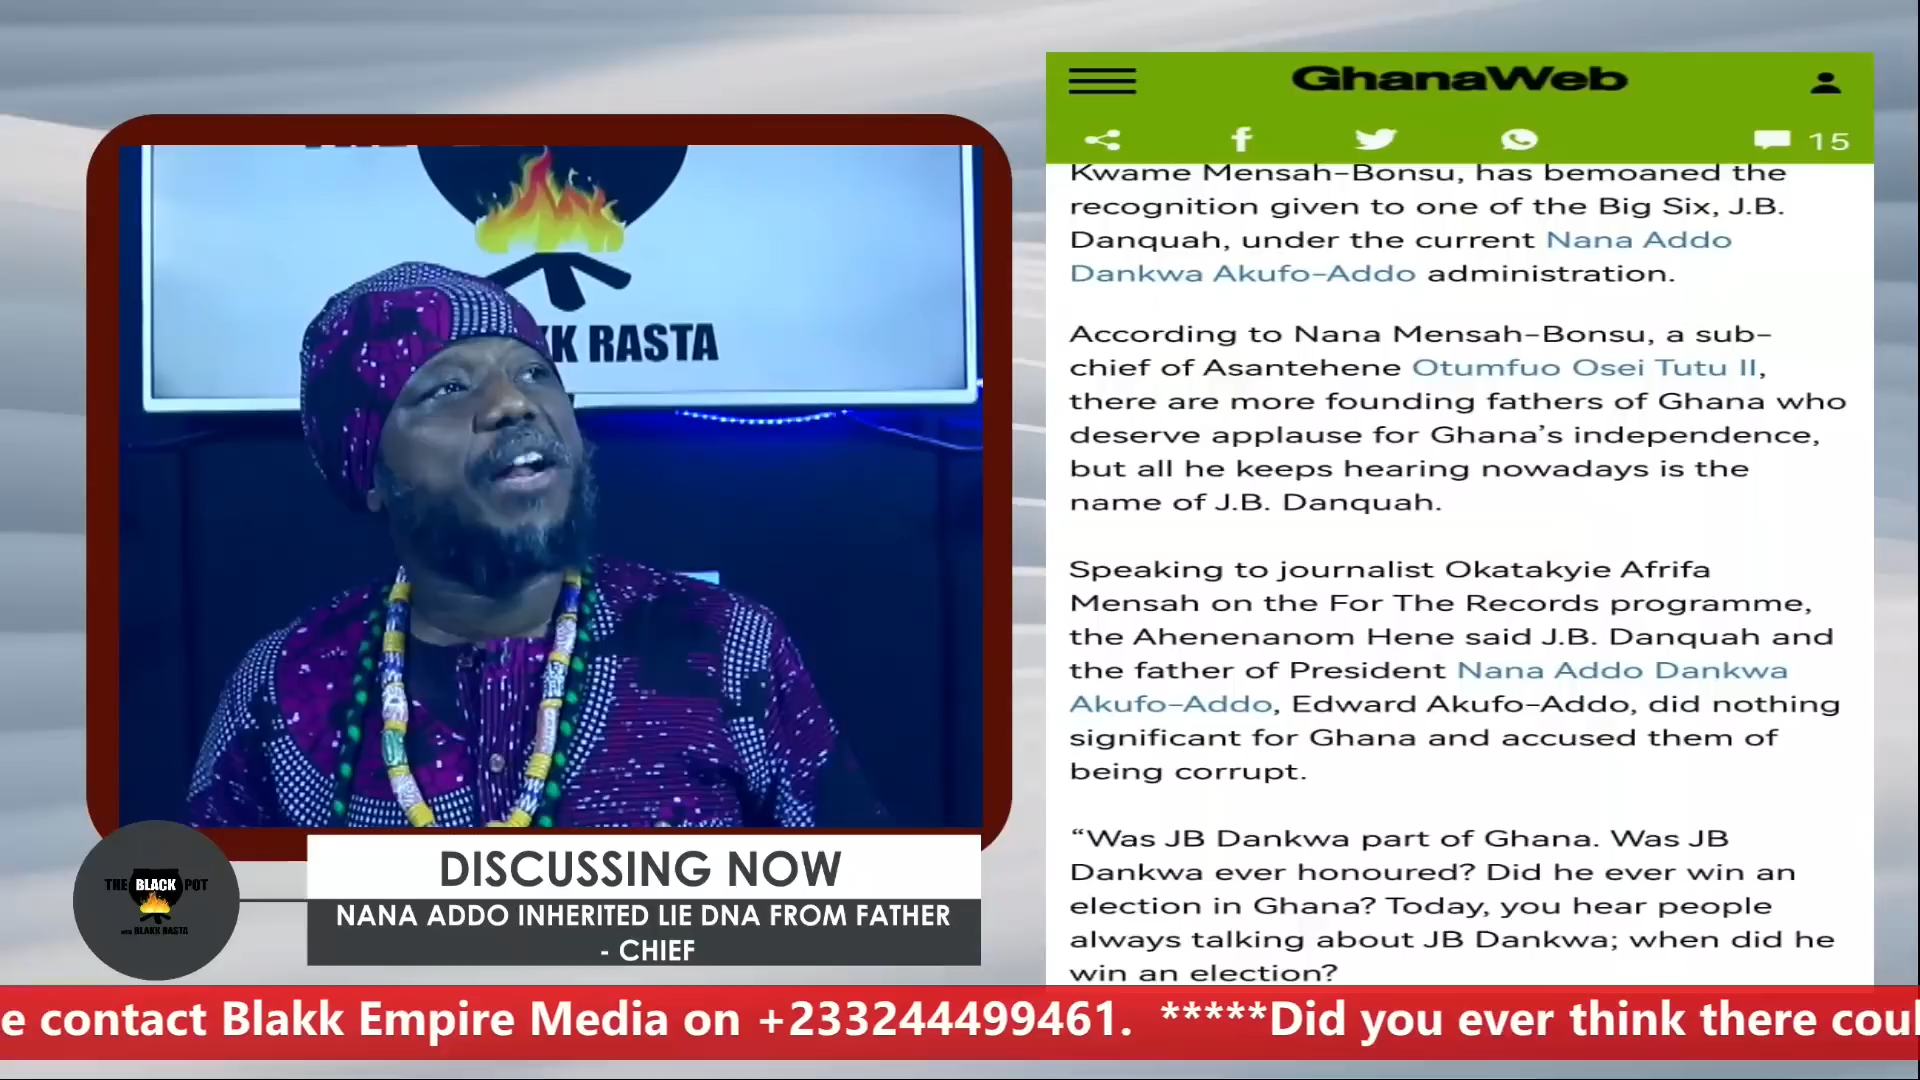 K RASTA
DISCUSSING NOW
NANA ADDO INHERITED LIE DNA FROM FATHER
- CHIEF
THE BLACK POT
WITH BLAKK RASTA
GhanaWeb
15
Kwame Mensah-Bonsu, has bemoaned the
recognition given to one of the Big Six, J.B.
Danquah, under the current Nana Addo
Dankwa Akufo-Addo administration.
According to Nana Mensah-Bonsu, a sub-
chief of Asantehene Otumfuo Osei Tutu II,
there are more founding fathers of Ghana who
deserve applause for Ghana’s independence,
but all he keeps hearing nowadays is the
name of J.B. Danquah.
Speaking to journalist Okatakyie Afrifa
Mensah on the For The Records programme,
the Ahenenanom Hene said J.B. Danquah and
the father of President Nana Addo Dankwa
Akufo-Addo, Edward Akufo-Addo, did nothing
significant for Ghana and accused them of
being corrupt.
“Was JB Dankwa part of Ghana. Was JB
Dankwa ever honoured? Did he ever win an
election in Ghana? Today, you hear people
always talking about JB Dankwa; when did he
win an election?
e contact Blakk Empire Media on +233244499461. *****Did you ever think there coul